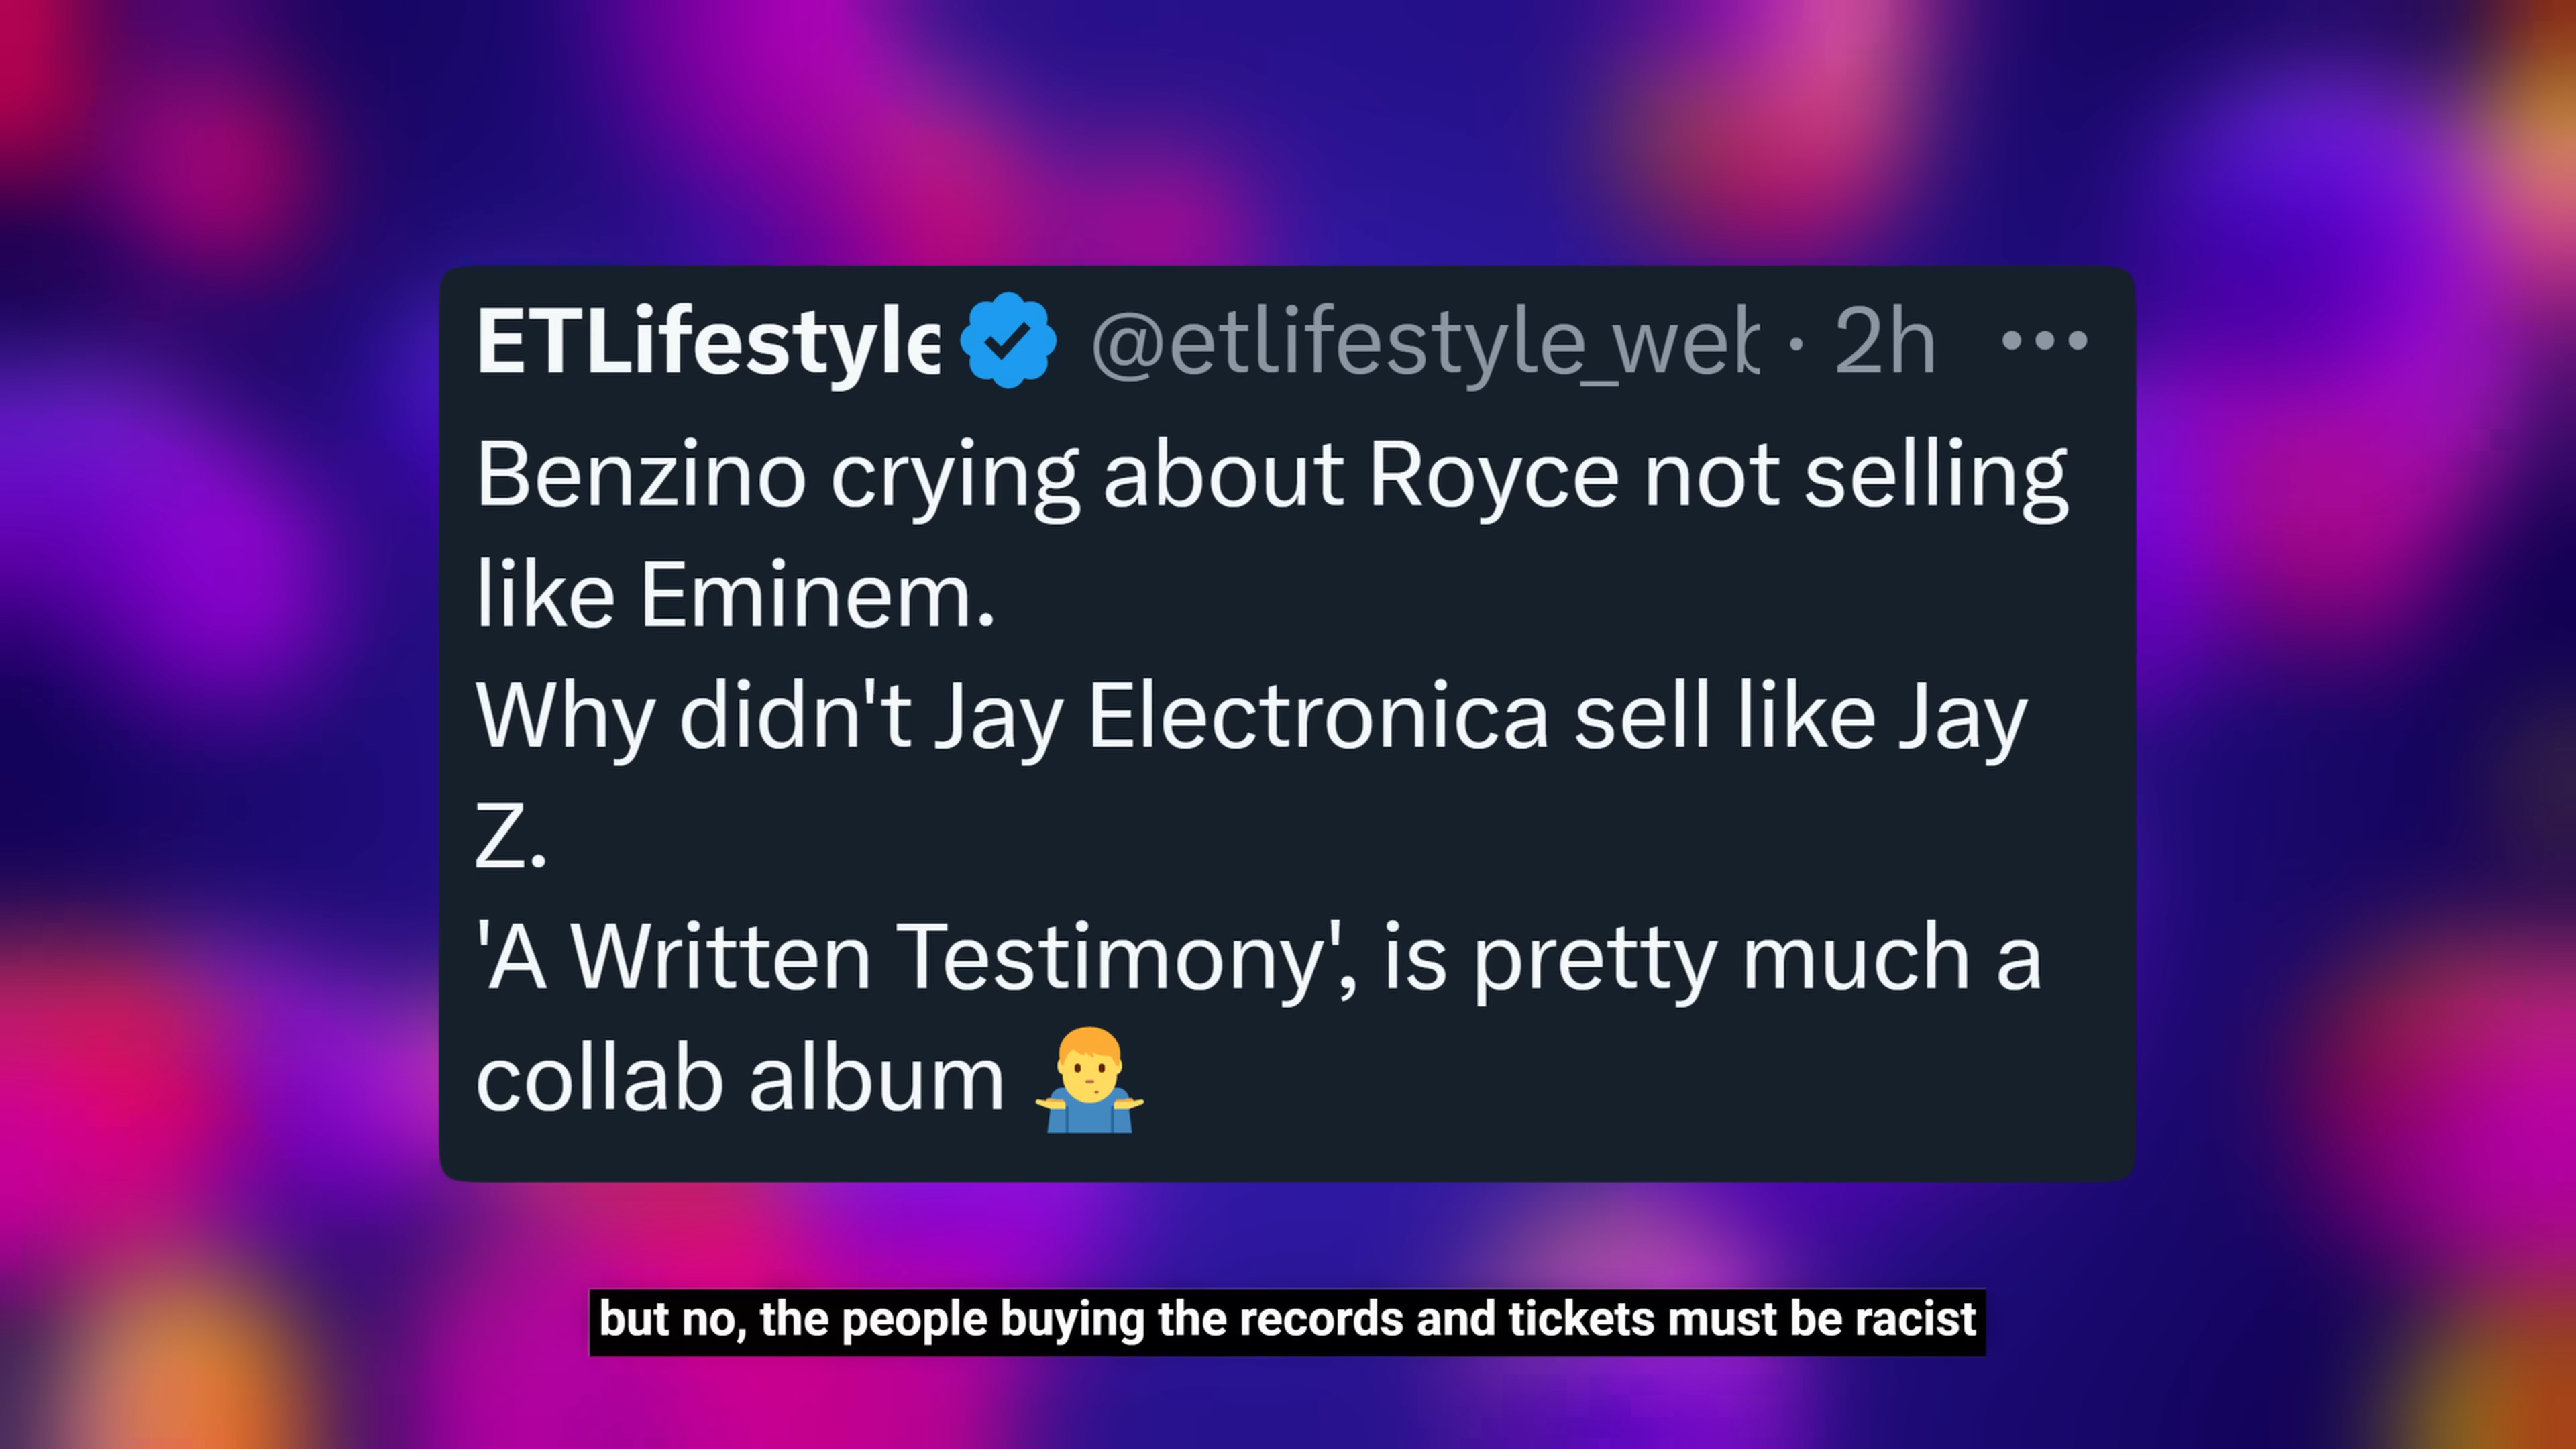 ETLifestyle @etlifestyle_web · 2h
Benzino crying about Royce not selling
like Eminem.
Why didn't Jay Electronica sell like Jay
Z.
'A Written Testimony', is pretty much a
collab album 🤷‍♂️
but no, the people buying the records and tickets must be racist